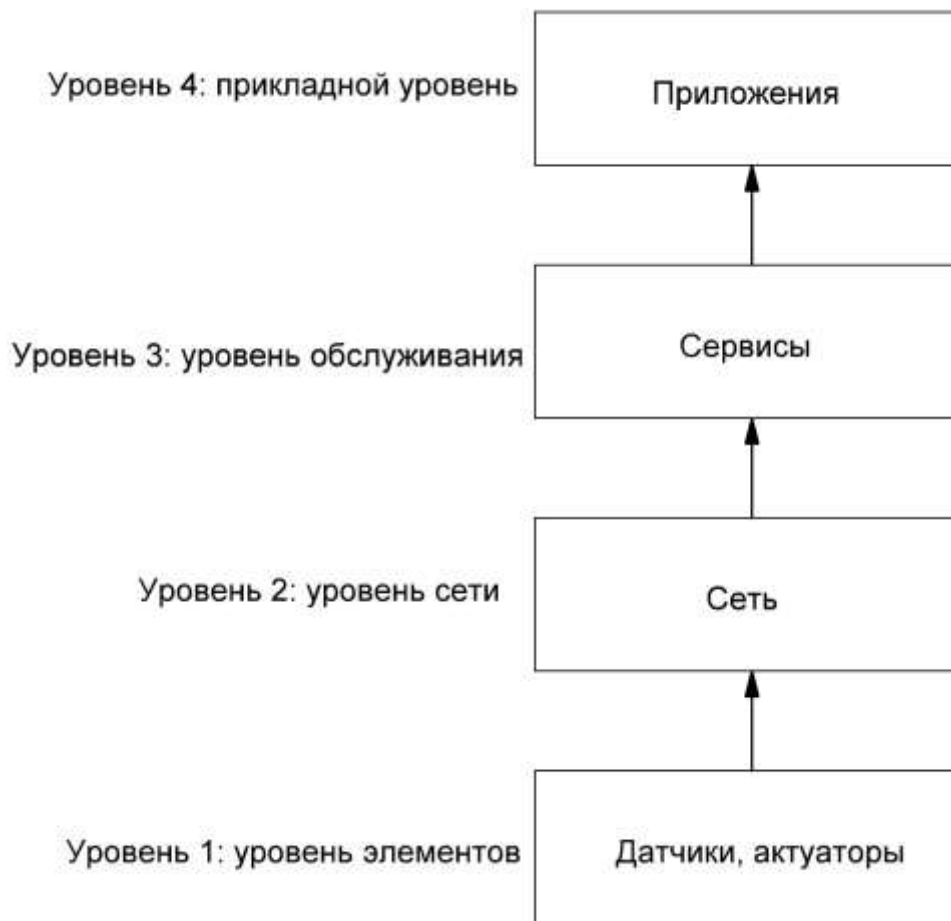 Уровень 4: прикладной уровень
Приложения
Уровень 3: уровень обслуживания
Сервисы
Уровень 2: уровень сети
Сеть
Уровень 1: уровень элементов
Датчики, актуаторы